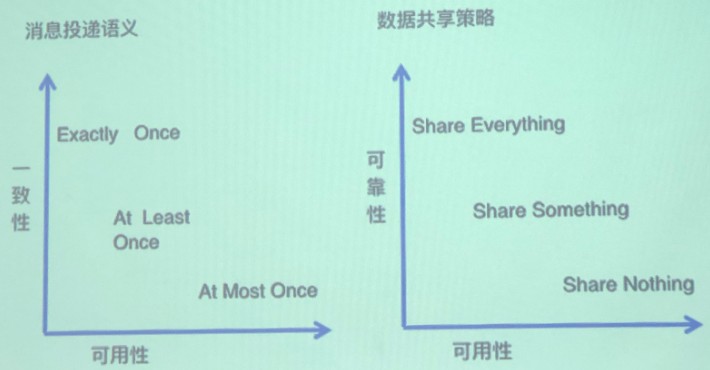 消息投递语义
Exactly Once
一致性
At Least
Once
At Most Once
可用性
数据共享策略
Share Everything
可靠性
Share Something
Share Nothing
可用性